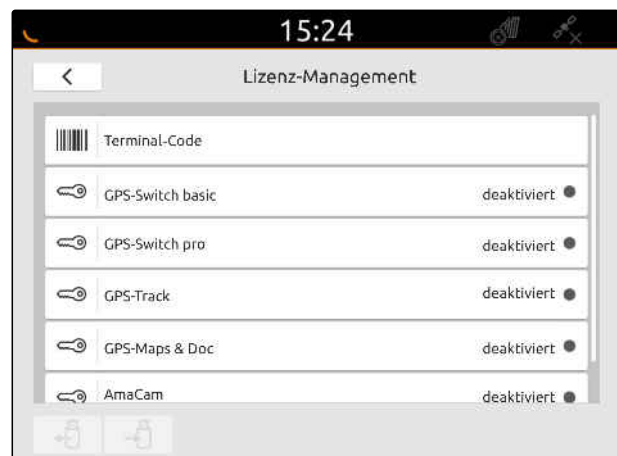 15:24
Lizenz-Management
Terminal-Code
GPS-Switch basic deaktiviert
GPS-Switch pro deaktiviert
GPS-Track deaktiviert
GPS-Maps & Doc deaktiviert
AmaCam deaktiviert